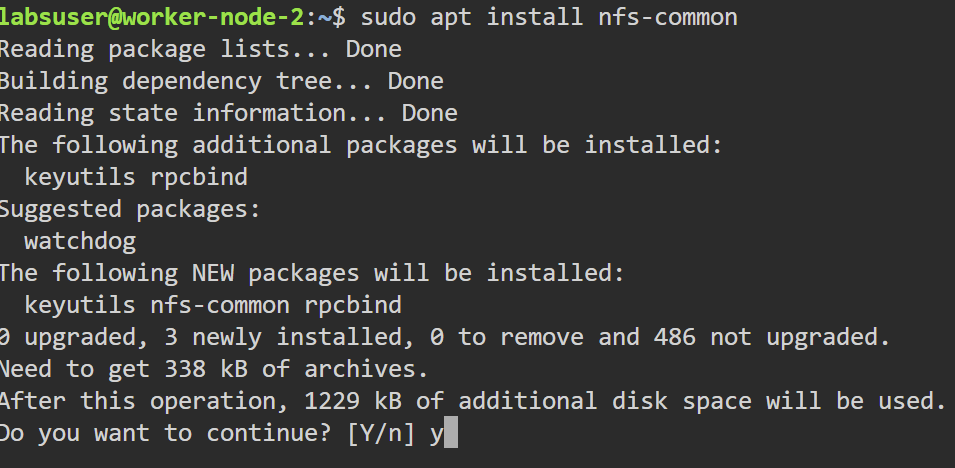 labsuser@worker-node-2:~$ sudo apt install nfs-common
Reading package lists... Done
Building dependency tree... Done
Reading state information... Done
The following additional packages will be installed:
  keyutils rpcbind
Suggested packages:
  watchdog
The following NEW packages will be installed:
  keyutils nfs-common rpcbind
0 upgraded, 3 newly installed, 0 to remove and 486 not upgraded.
Need to get 338 kB of archives.
After this operation, 1229 kB of additional disk space will be used.
Do you want to continue? [Y/n] y